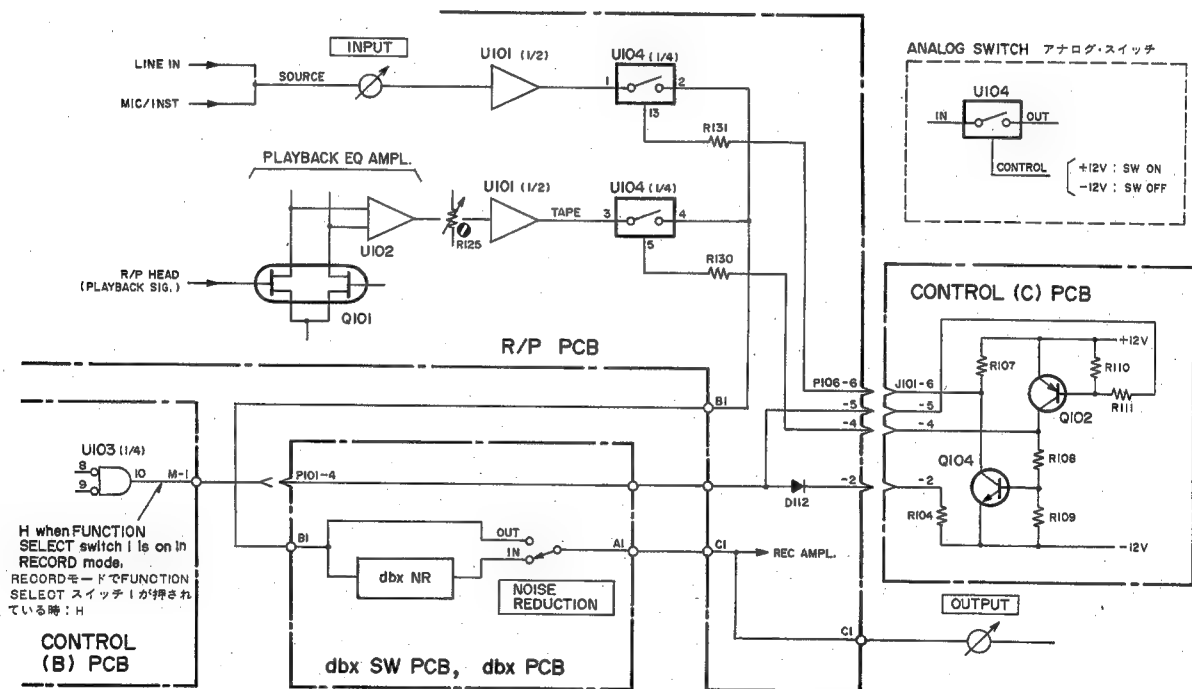 INPUT
LINE IN
MIC/INST
SOURCE
U101 (1/2)
U104 (1/4)
1
2
13
R131
PLAYBACK EQ AMPL.
U102
R125
U101 (1/2)
TAPE
U104 (1/4)
3
4
5
R130
R/P HEAD
(PLAYBACK SIG.)
Q101
R/P PCB
ANALOG SWITCH アナログ・スイッチ
U104
IN
OUT
CONTROL
+12V : SW ON
-12V : SW OFF
CONTROL (C) PCB
+12V
R107
R110
R111
Q102
P106-6
J101-6
-5
-5
-4
-4
Q104
R108
-2
-2
R104
R109
-12V
D112
B1
U103 (1/4)
8
9
10
M-1
P101-4
H when FUNCTION
SELECT switch 1 is on in
RECORD mode.
RECORDモードでFUNCTION
SELECT スイッチ1が押され
ている時:H
CONTROL
(B) PCB
B1
OUT
IN
dbx NR
NOISE
REDUCTION
A1
C1
REC AMPL.
dbx SW PCB, dbx PCB
C1
OUTPUT